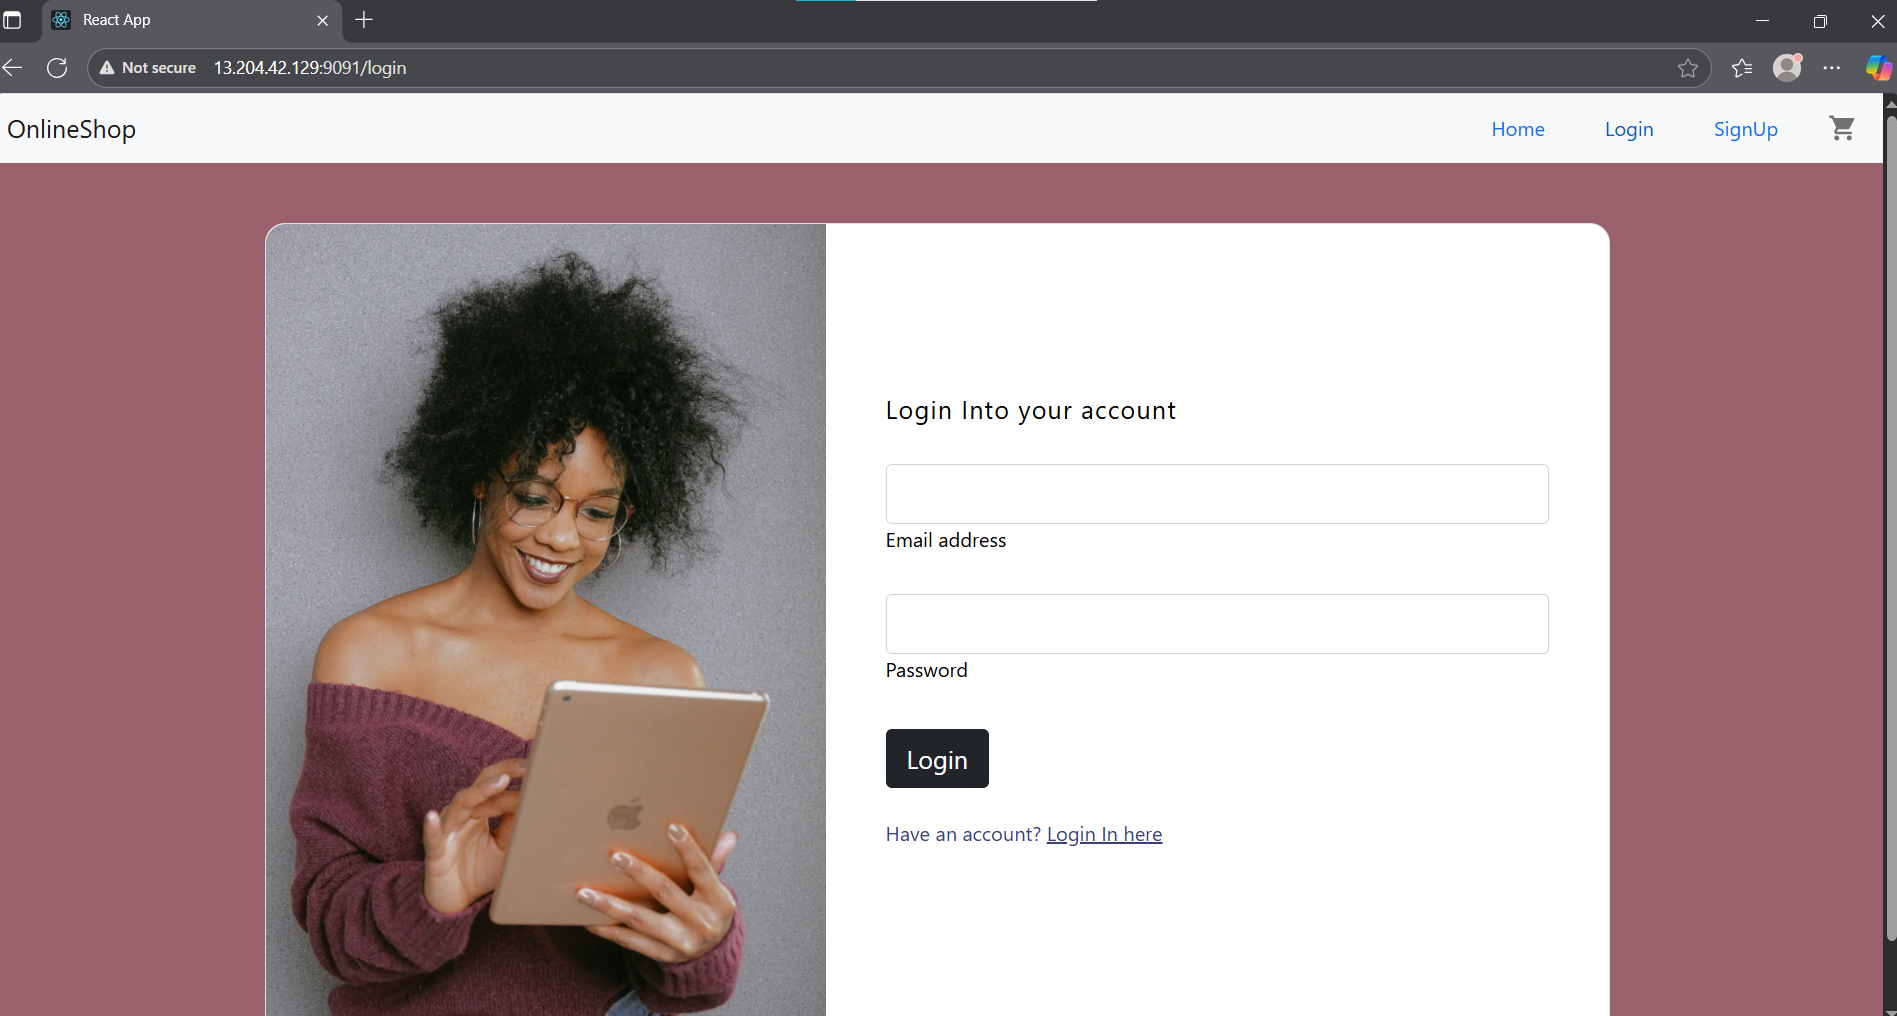 React App
Not secure 13.204.42.129:9091/login
OnlineShop
Home Login SignUp
Login Into your account
Email address
Password
Login
Have an account? Login In here